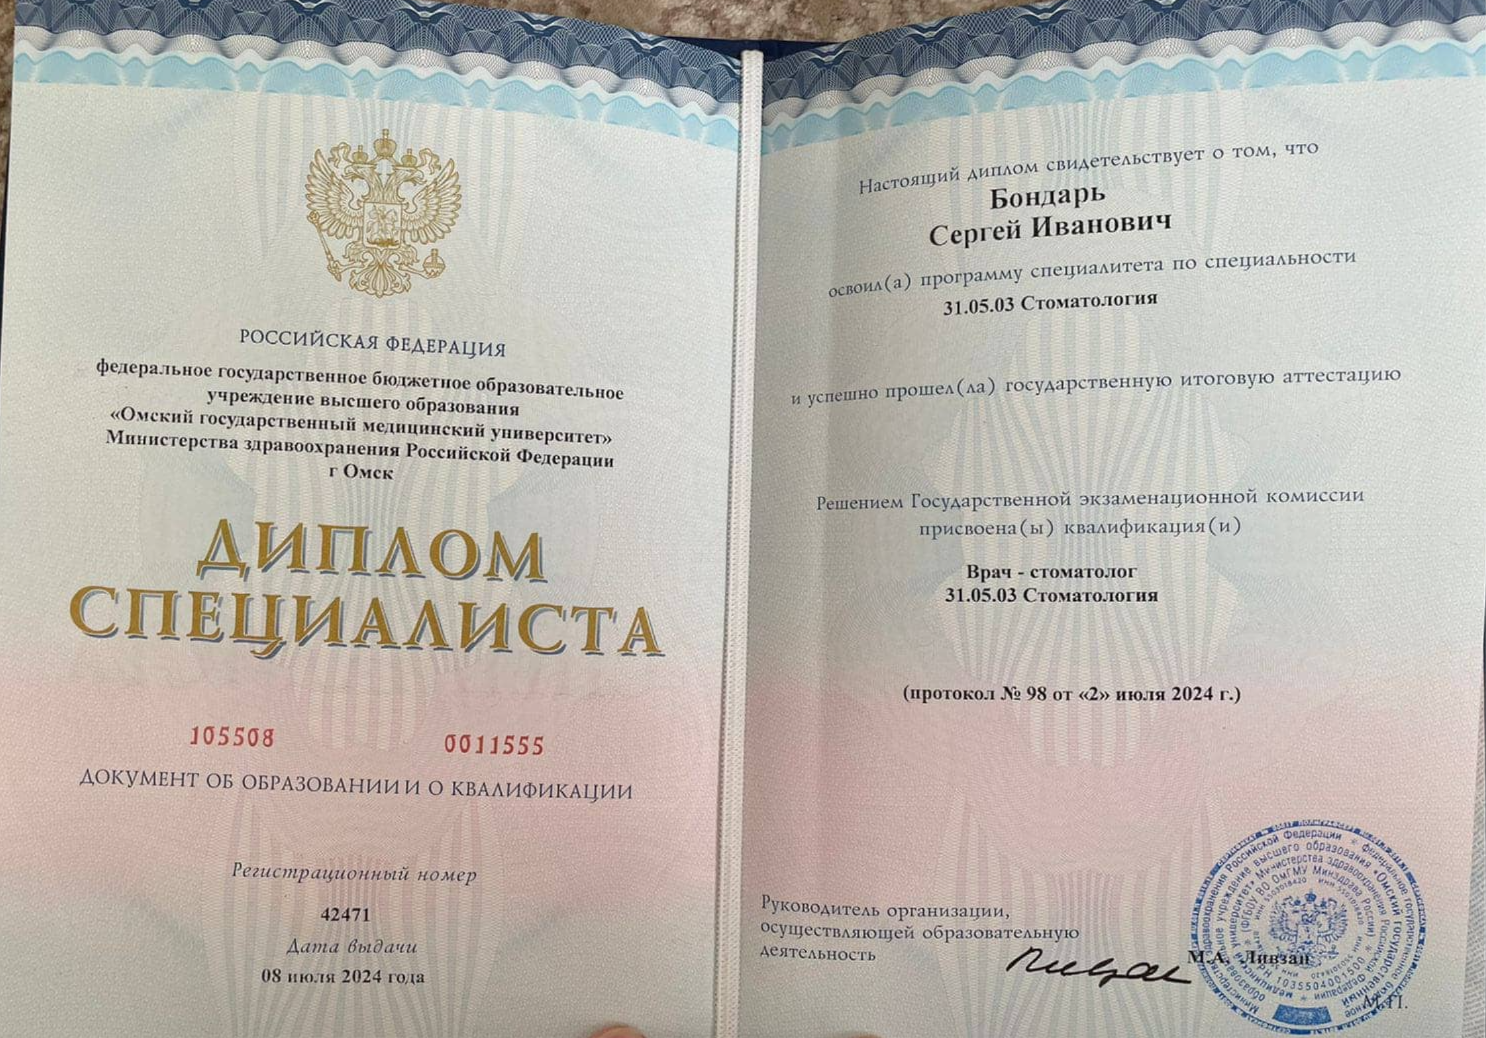 РОССИЙСКАЯ ФЕДЕРАЦИЯ
федеральное государственное бюджетное образовательное
учреждение высшего образования
«Омский государственный медицинский университет»
Министерства здравоохранения Российской Федерации
г Омск
ДИПЛОМ
СПЕЦИАЛИСТА
105508 0011555
ДОКУМЕНТ ОБ ОБРАЗОВАНИИ И О КВАЛИФИКАЦИИ
Регистрационный номер
42471
Дата выдачи
08 июля 2024 года
Настоящий диплом свидетельствует о том, что
Бондарь
Сергей Иванович
освоил(а) программу специалитета по специальности
31.05.03 Стоматология
и успешно прошел(ла) государственную итоговую аттестацию
Решением Государственной экзаменационной комиссии
присвоена(ы) квалификация(и)
Врач - стоматолог
31.05.03 Стоматология
(протокол № 98 от «2» июля 2024 г.)
Руководитель организации,
осуществляющей образовательную
деятельность
М.А. Ливзан
М.П.